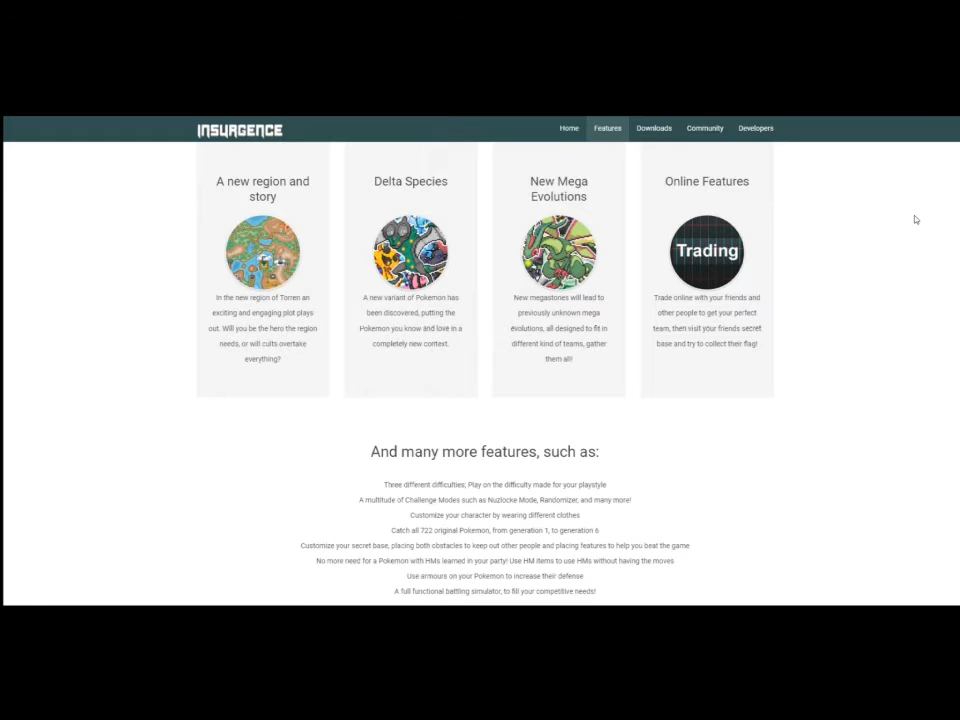 INSURGENCE
Home Features Downloads Community Developers
A new region and
story
In the new region of Torren an
exciting and engaging plot plays
out. Will you be the hero the region
needs, or will cults overtake
everything?
Delta Species
A new variant of Pokemon has
been discovered, putting the
Pokemon you know and love in a
completely new context.
New Mega
Evolutions
New megastones will lead to
previously unknown mega
evolutions, all designed to fit in
different kind of teams, gather
them all!
Online Features
Trading
Trade online with your friends and
other people to get your perfect
team, then visit your friends secret
base and try to collect their flag!
And many more features, such as:
Three different difficulties; Play on the difficulty made for your playstyle
A multitude of Challenge Modes such as Nuzlocke Mode, Randomizer, and many more!
Customize your character by wearing different clothes
Catch all 722 original Pokemon, from generation 1, to generation 6
Customize your secret base, placing both obstacles to keep out other people and placing features to help you beat the game
No more need for a Pokemon with HMs learned in your party! Use HM items to use HMs without having the moves
Use armours on your Pokemon to increase their defense
A full functional battling simulator, to fill your competitive needs!